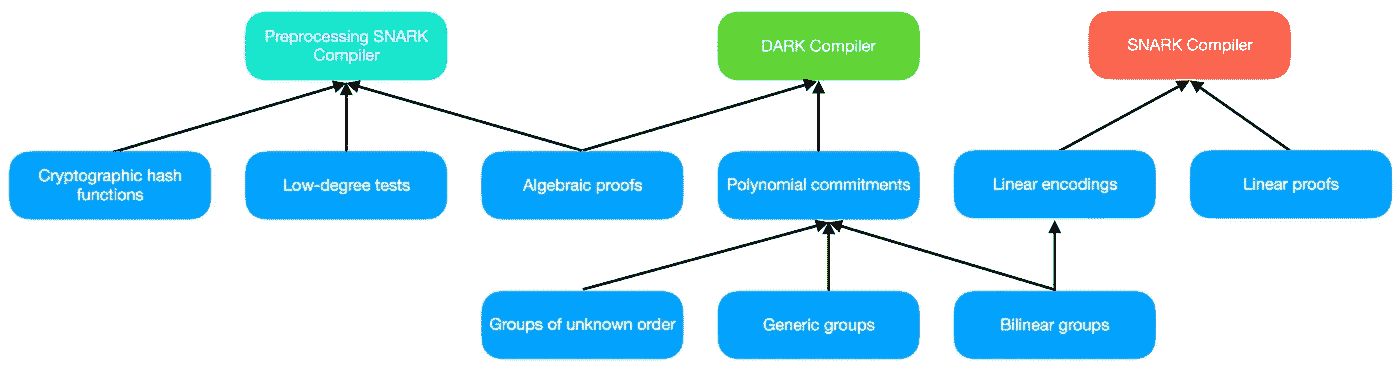 Preprocessing SNARK
Compiler
DARK Compiler
SNARK Compiler
Cryptographic hash
functions
Low-degree tests
Algebraic proofs
Polynomial commitments
Linear encodings
Linear proofs
Groups of unknown order
Generic groups
Bilinear groups